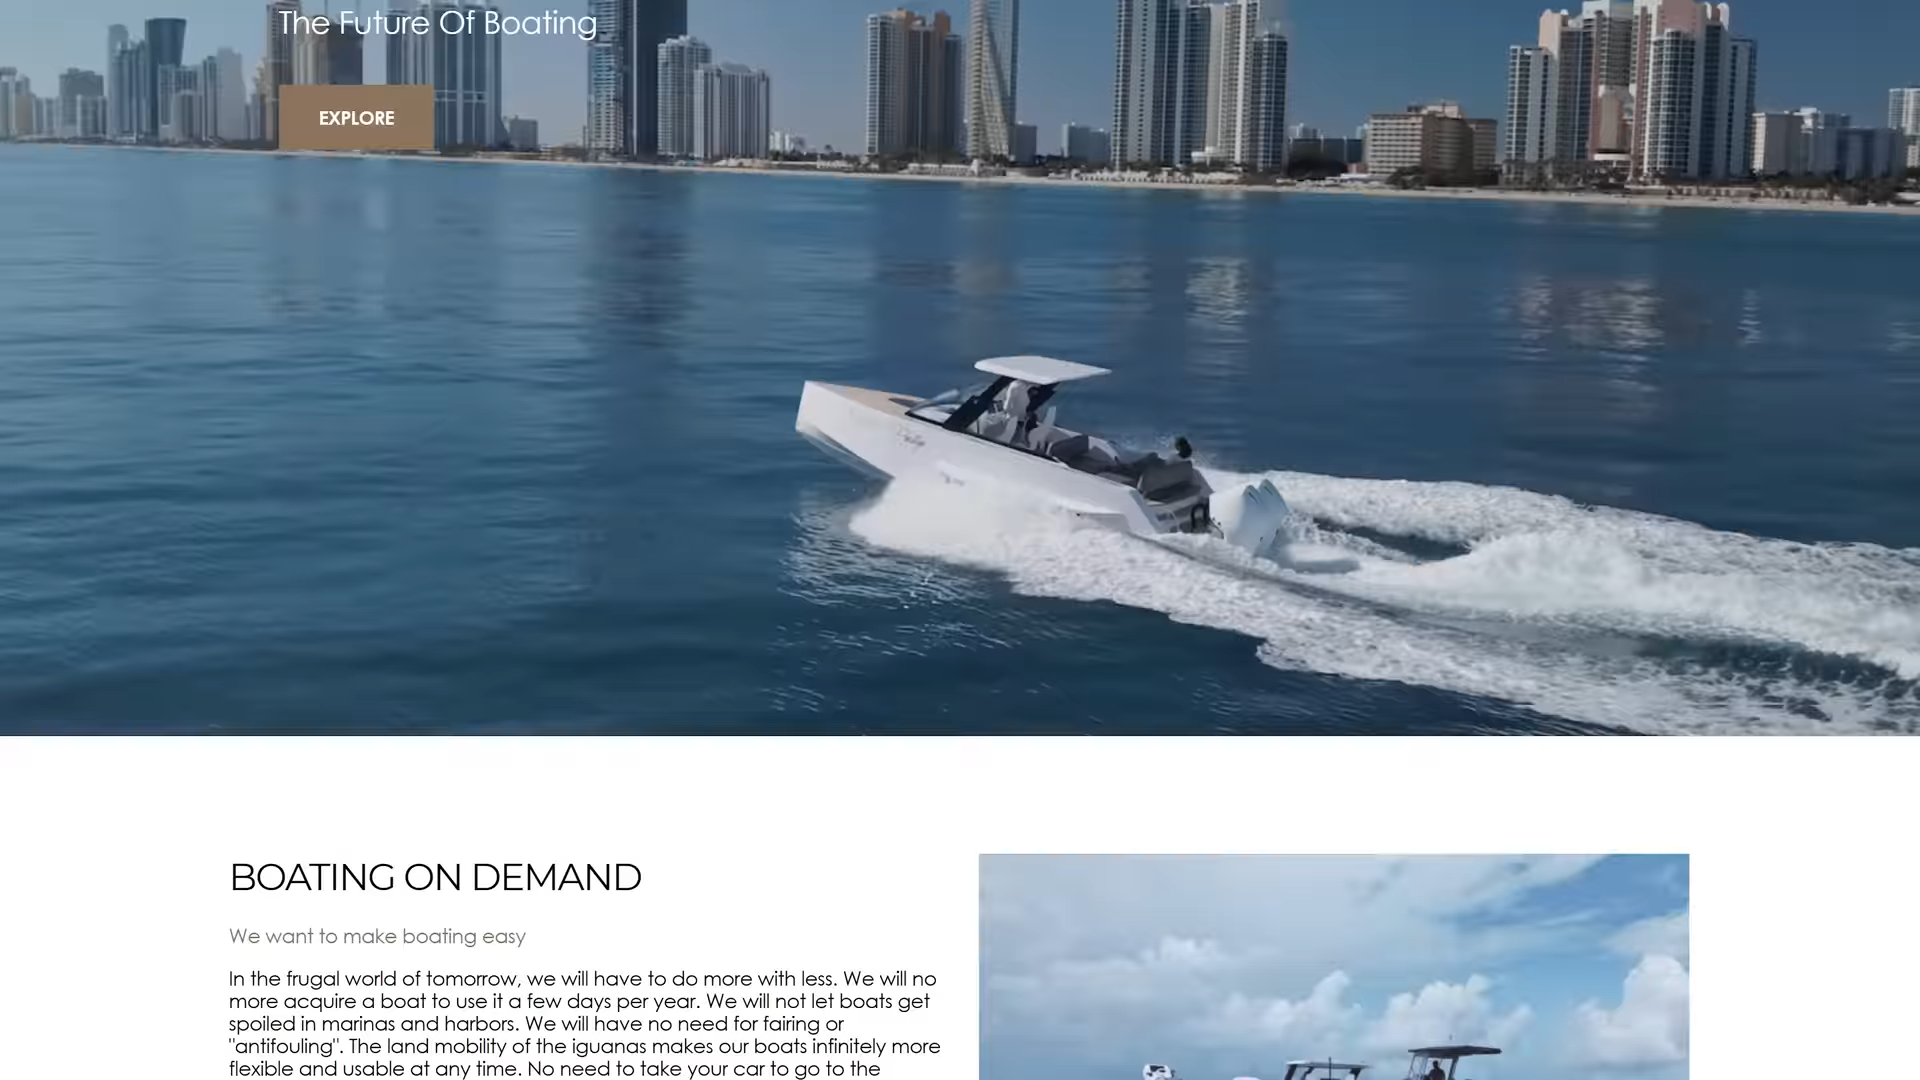 The Future Of Boating
EXPLORE
BOATING ON DEMAND
We want to make boating easy
In the frugal world of tomorrow, we will have to do more with less. We will no
more acquire a boat to use it a few days per year. We will not let boats get
spoiled in marinas and harbors. We will have no need for fairing or
"antifouling". The land mobility of the iguanas makes our boats infinitely more
flexible and usable at any time. No need to take your car to go to the